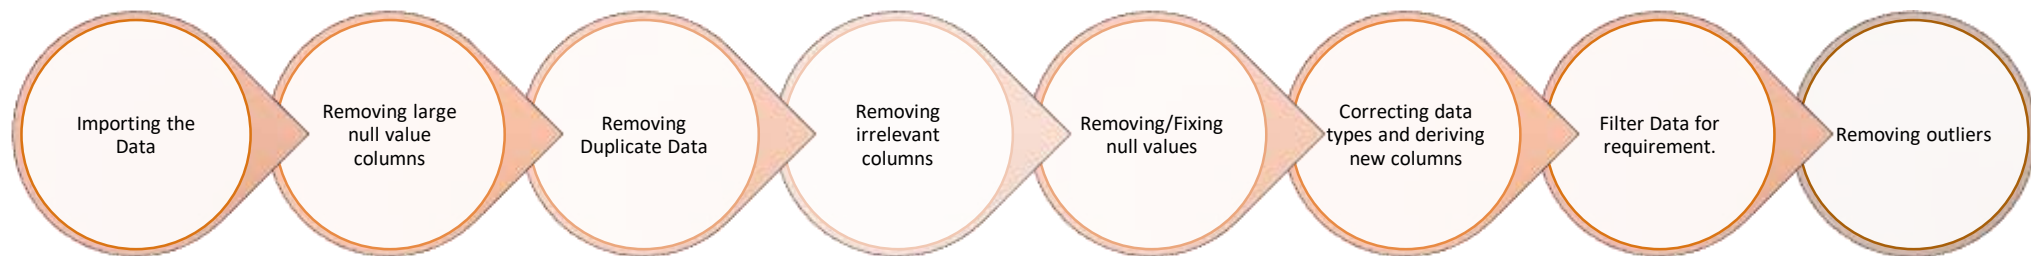 Importing the
Data
Removing large
null value
columns
Removing
Duplicate Data
Removing
irrelevant
columns
Removing/Fixing
null values
Correcting data
types and deriving
new columns
Filter Data for
requirement.
Removing outliers